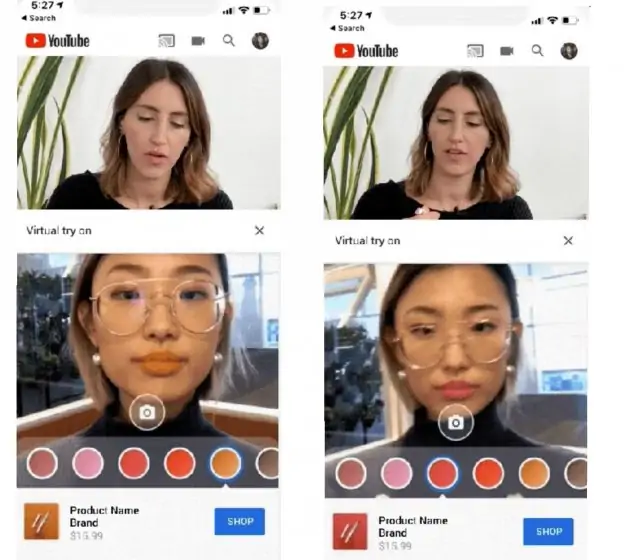 5:27
Search
YouTube
Virtual try on
Product Name
Brand
$15.99
SHOP
5:27
Search
YouTube
Virtual try on
Product Name
Brand
$15.99
SHOP